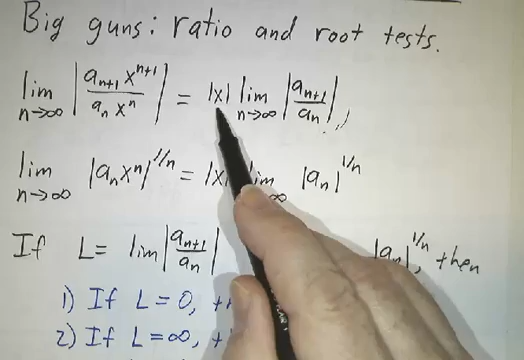 Big guns: ratio and root tests.
lim n→∞ |a_{n+1} x^{n+1} / a_n x^n| = |x| lim n→∞ |a_{n+1} / a_n|,
lim n→∞ |a_n x^n|^{1/n} = |x| lim ∞ |a_n|^{1/n}
If L = lim |a_{n+1} / a_n| |a_n|^{1/n}, then
1) If L = 0,
2) If L = ∞,